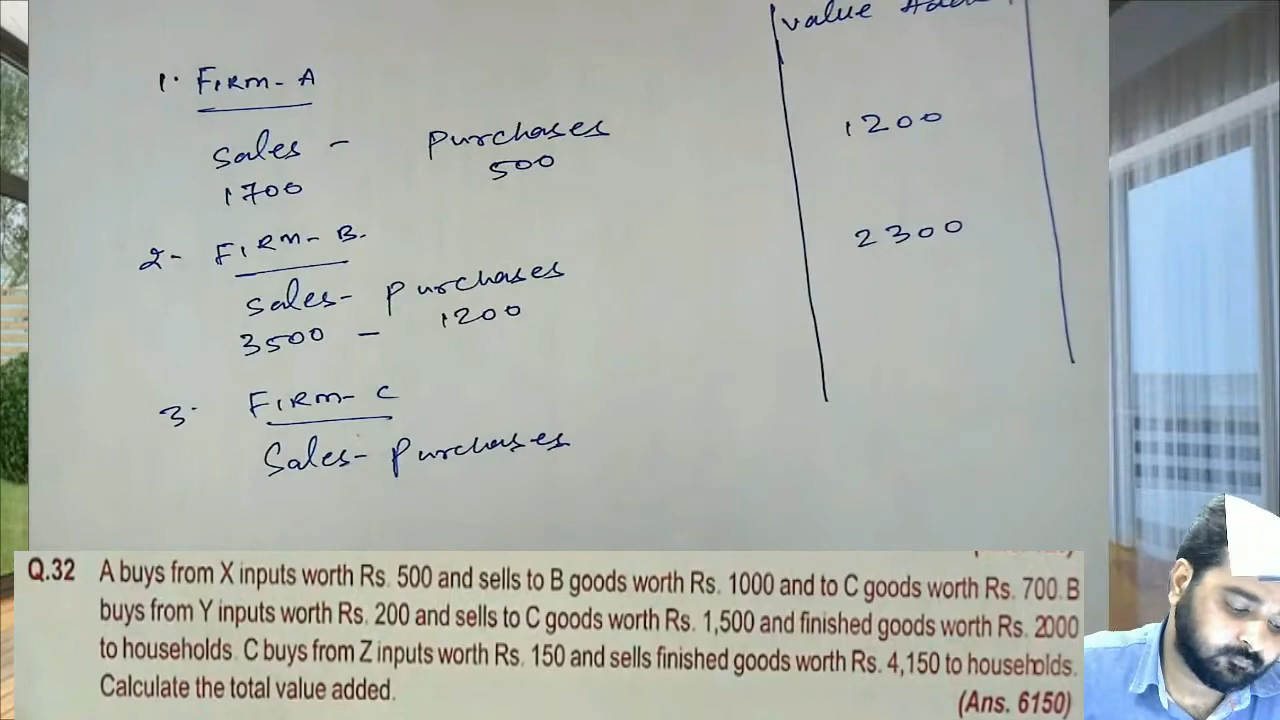 value
1. FIRM- A
Sales - Purchases
1700 500
1200
2- FIRM- B.
Sales- Purchases
3500 - 1200
2300
3. FIRM- C
Sales- Purchases
Q.32 A buys from X inputs worth Rs. 500 and sells to B goods worth Rs. 1000 and to C goods worth Rs. 700. B
buys from Y inputs worth Rs. 200 and sells to C goods worth Rs. 1,500 and finished goods worth Rs. 2000
to households. C buys from Z inputs worth Rs. 150 and sells finished goods worth Rs. 4,150 to households.
Calculate the total value added.
(Ans. 6150)